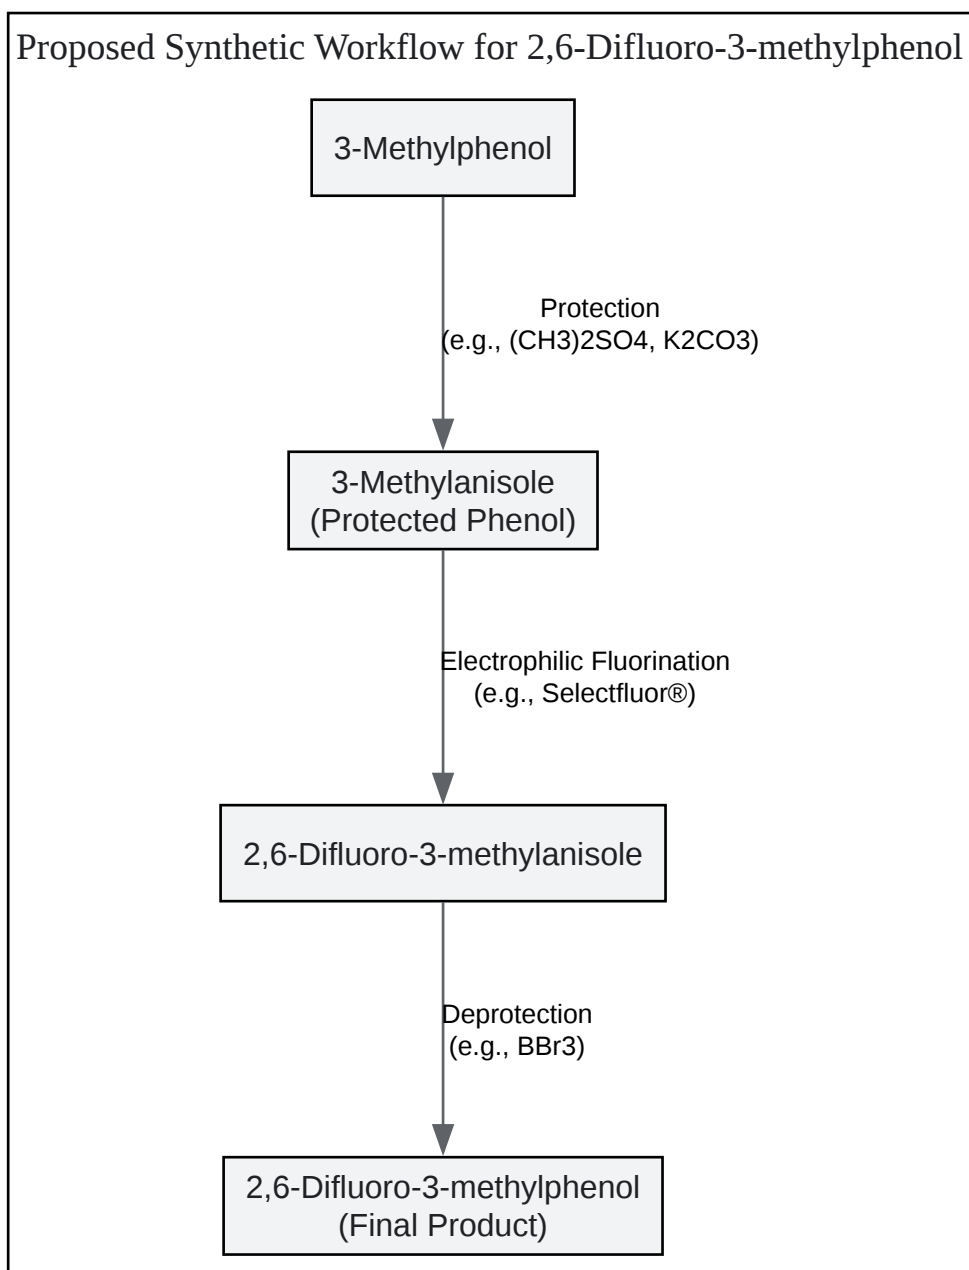 Proposed Synthetic Workflow for 2,6-Difluoro-3-methylphenol
3-Methylphenol
Protection
(e.g., (CH3)2SO4, K2CO3)
3-Methylanisole
(Protected Phenol)
Electrophilic Fluorination
(e.g., Selectfluor®)
2,6-Difluoro-3-methylanisole
Deprotection
(e.g., BBr3)
2,6-Difluoro-3-methylphenol
(Final Product)